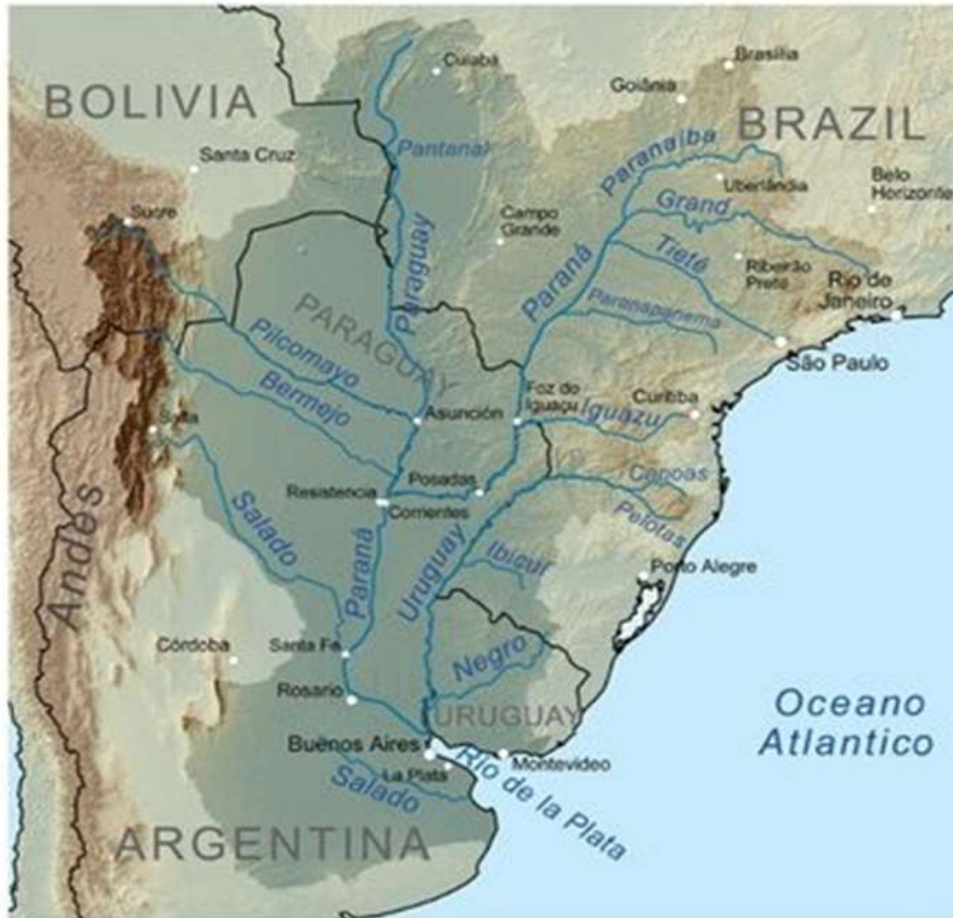 Cuiabá
Brasília
Goiânia
BOLIVIA
BRAZIL
Pantanal
Santa Cruz
Paranaíba
Uberlândia
Belo
Horizonte
Sucre
Grand
Campo
Grande
Paraguay
Tieté
Ribeirão
Preto
Paraná
Rio de
Janeiro
Paranapanema
PARAGUAY
Pilcomayo
São Paulo
Bermejo
Foz do
Iguaçu
Iguazu
Curitiba
Asunción
Salta
Canoas
Posadas
Resistencia
Corrientes
Pelotas
Salado
Andes
Paraná
Uruguay
Ibicuí
Porto Alegre
Córdoba
Santa Fe
Negro
Rosario
URUGUAY
Oceano
Atlantico
Buenos Aires
Montevideo
La Plata
Río de la Plata
Salado
ARGENTINA